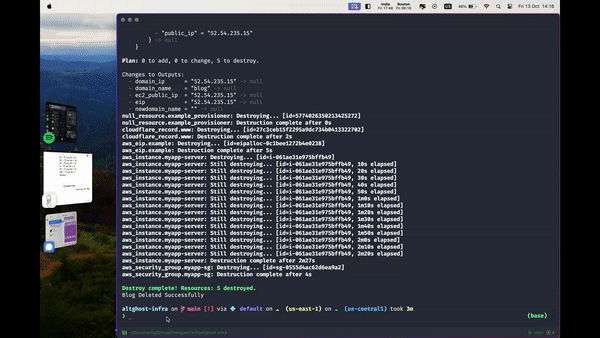 India
Fri 17:46
Boston
Fri 08:16
US
46%
Fri 13 Oct 14:16
~ "public_ip" = "52.54.235.15"
} -> null
}
Plan: 0 to add, 0 to change, 5 to destroy.
Changes to Outputs:
- domain_ip = "52.54.235.15" -> null
- domain_name = "blog" -> null
- ec2_public_ip = "52.54.235.15" -> null
- eip = "52.54.235.15" -> null
- newdomain_name = "" -> null
null_resource.example_provisioner: Destroying... [id=5774026350213425272]
null_resource.example_provisioner: Destruction complete after 0s
cloudflare_record.www: Destroying... [id=27c3ceb15f2295a9dc734b0413322702]
cloudflare_record.www: Destruction complete after 2s
aws_eip.example: Destroying... [id=eipalloc-0c1bee1272b4e0238]
aws_eip.example: Destruction complete after 5s
aws_instance.myapp-server: Destroying... [id=i-061ae31e975bffb49]
aws_instance.myapp-server: Still destroying... [id=i-061ae31e975bffb49, 10s elapsed]
aws_instance.myapp-server: Still destroying... [id=i-061ae31e975bffb49, 20s elapsed]
aws_instance.myapp-server: Still destroying... [id=i-061ae31e975bffb49, 30s elapsed]
aws_instance.myapp-server: Still destroying... [id=i-061ae31e975bffb49, 40s elapsed]
aws_instance.myapp-server: Still destroying... [id=i-061ae31e975bffb49, 50s elapsed]
aws_instance.myapp-server: Still destroying... [id=i-061ae31e975bffb49, 1m0s elapsed]
aws_instance.myapp-server: Still destroying... [id=i-061ae31e975bffb49, 1m10s elapsed]
aws_instance.myapp-server: Still destroying... [id=i-061ae31e975bffb49, 1m20s elapsed]
aws_instance.myapp-server: Still destroying... [id=i-061ae31e975bffb49, 1m30s elapsed]
aws_instance.myapp-server: Still destroying... [id=i-061ae31e975bffb49, 1m40s elapsed]
aws_instance.myapp-server: Still destroying... [id=i-061ae31e975bffb49, 1m50s elapsed]
aws_instance.myapp-server: Still destroying... [id=i-061ae31e975bffb49, 2m0s elapsed]
aws_instance.myapp-server: Still destroying... [id=i-061ae31e975bffb49, 2m10s elapsed]
aws_instance.myapp-server: Still destroying... [id=i-061ae31e975bffb49, 2m20s elapsed]
aws_instance.myapp-server: Destruction complete after 2m27s
aws_security_group.myapp-sg: Destroying... [id=sg-0555d4ac62d6ea9a2]
aws_security_group.myapp-sg: Destruction complete after 4s
Destroy complete! Resources: 5 destroyed.
Blog Deleted Successfully
altghost-infra on main [!] via default on (us-east-1) on (us-central1) took 3m
(base)